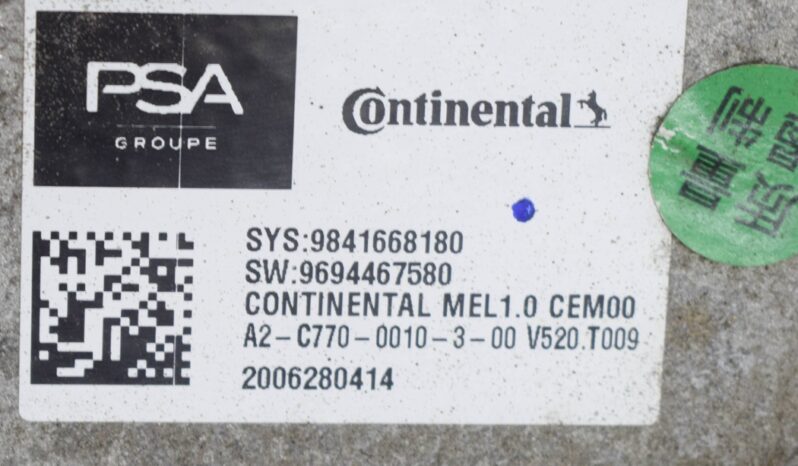 PSA
GROUPE
Continental
SYS:9841668180
SW:9694467580
CONTINENTAL MEL1.0 CEM00
A2-C770-0010-3-00 V520.T009
2006280414